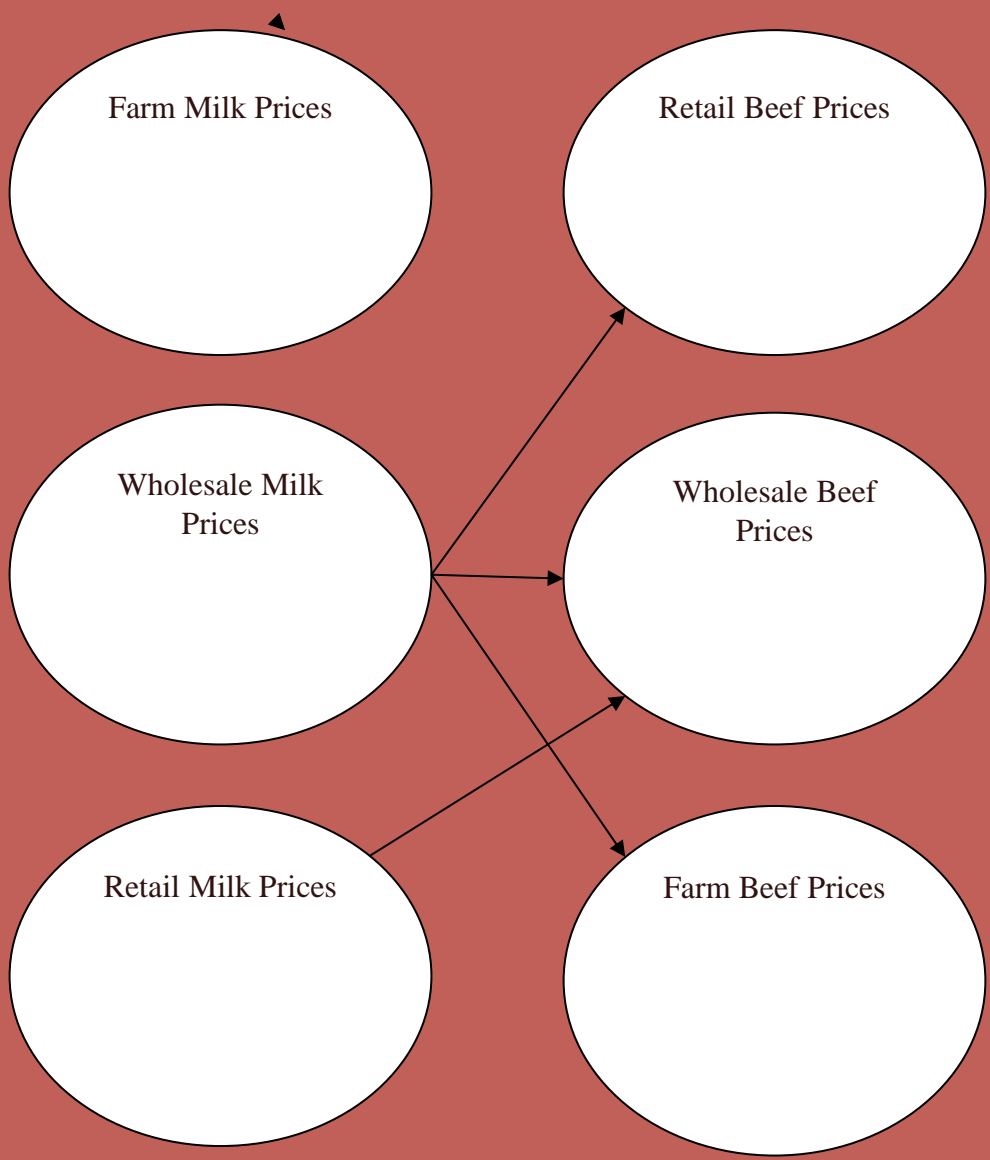 Farm Milk Prices
Retail Beef Prices
Wholesale Milk
Prices
Wholesale Beef
Prices
Retail Milk Prices
Farm Beef Prices